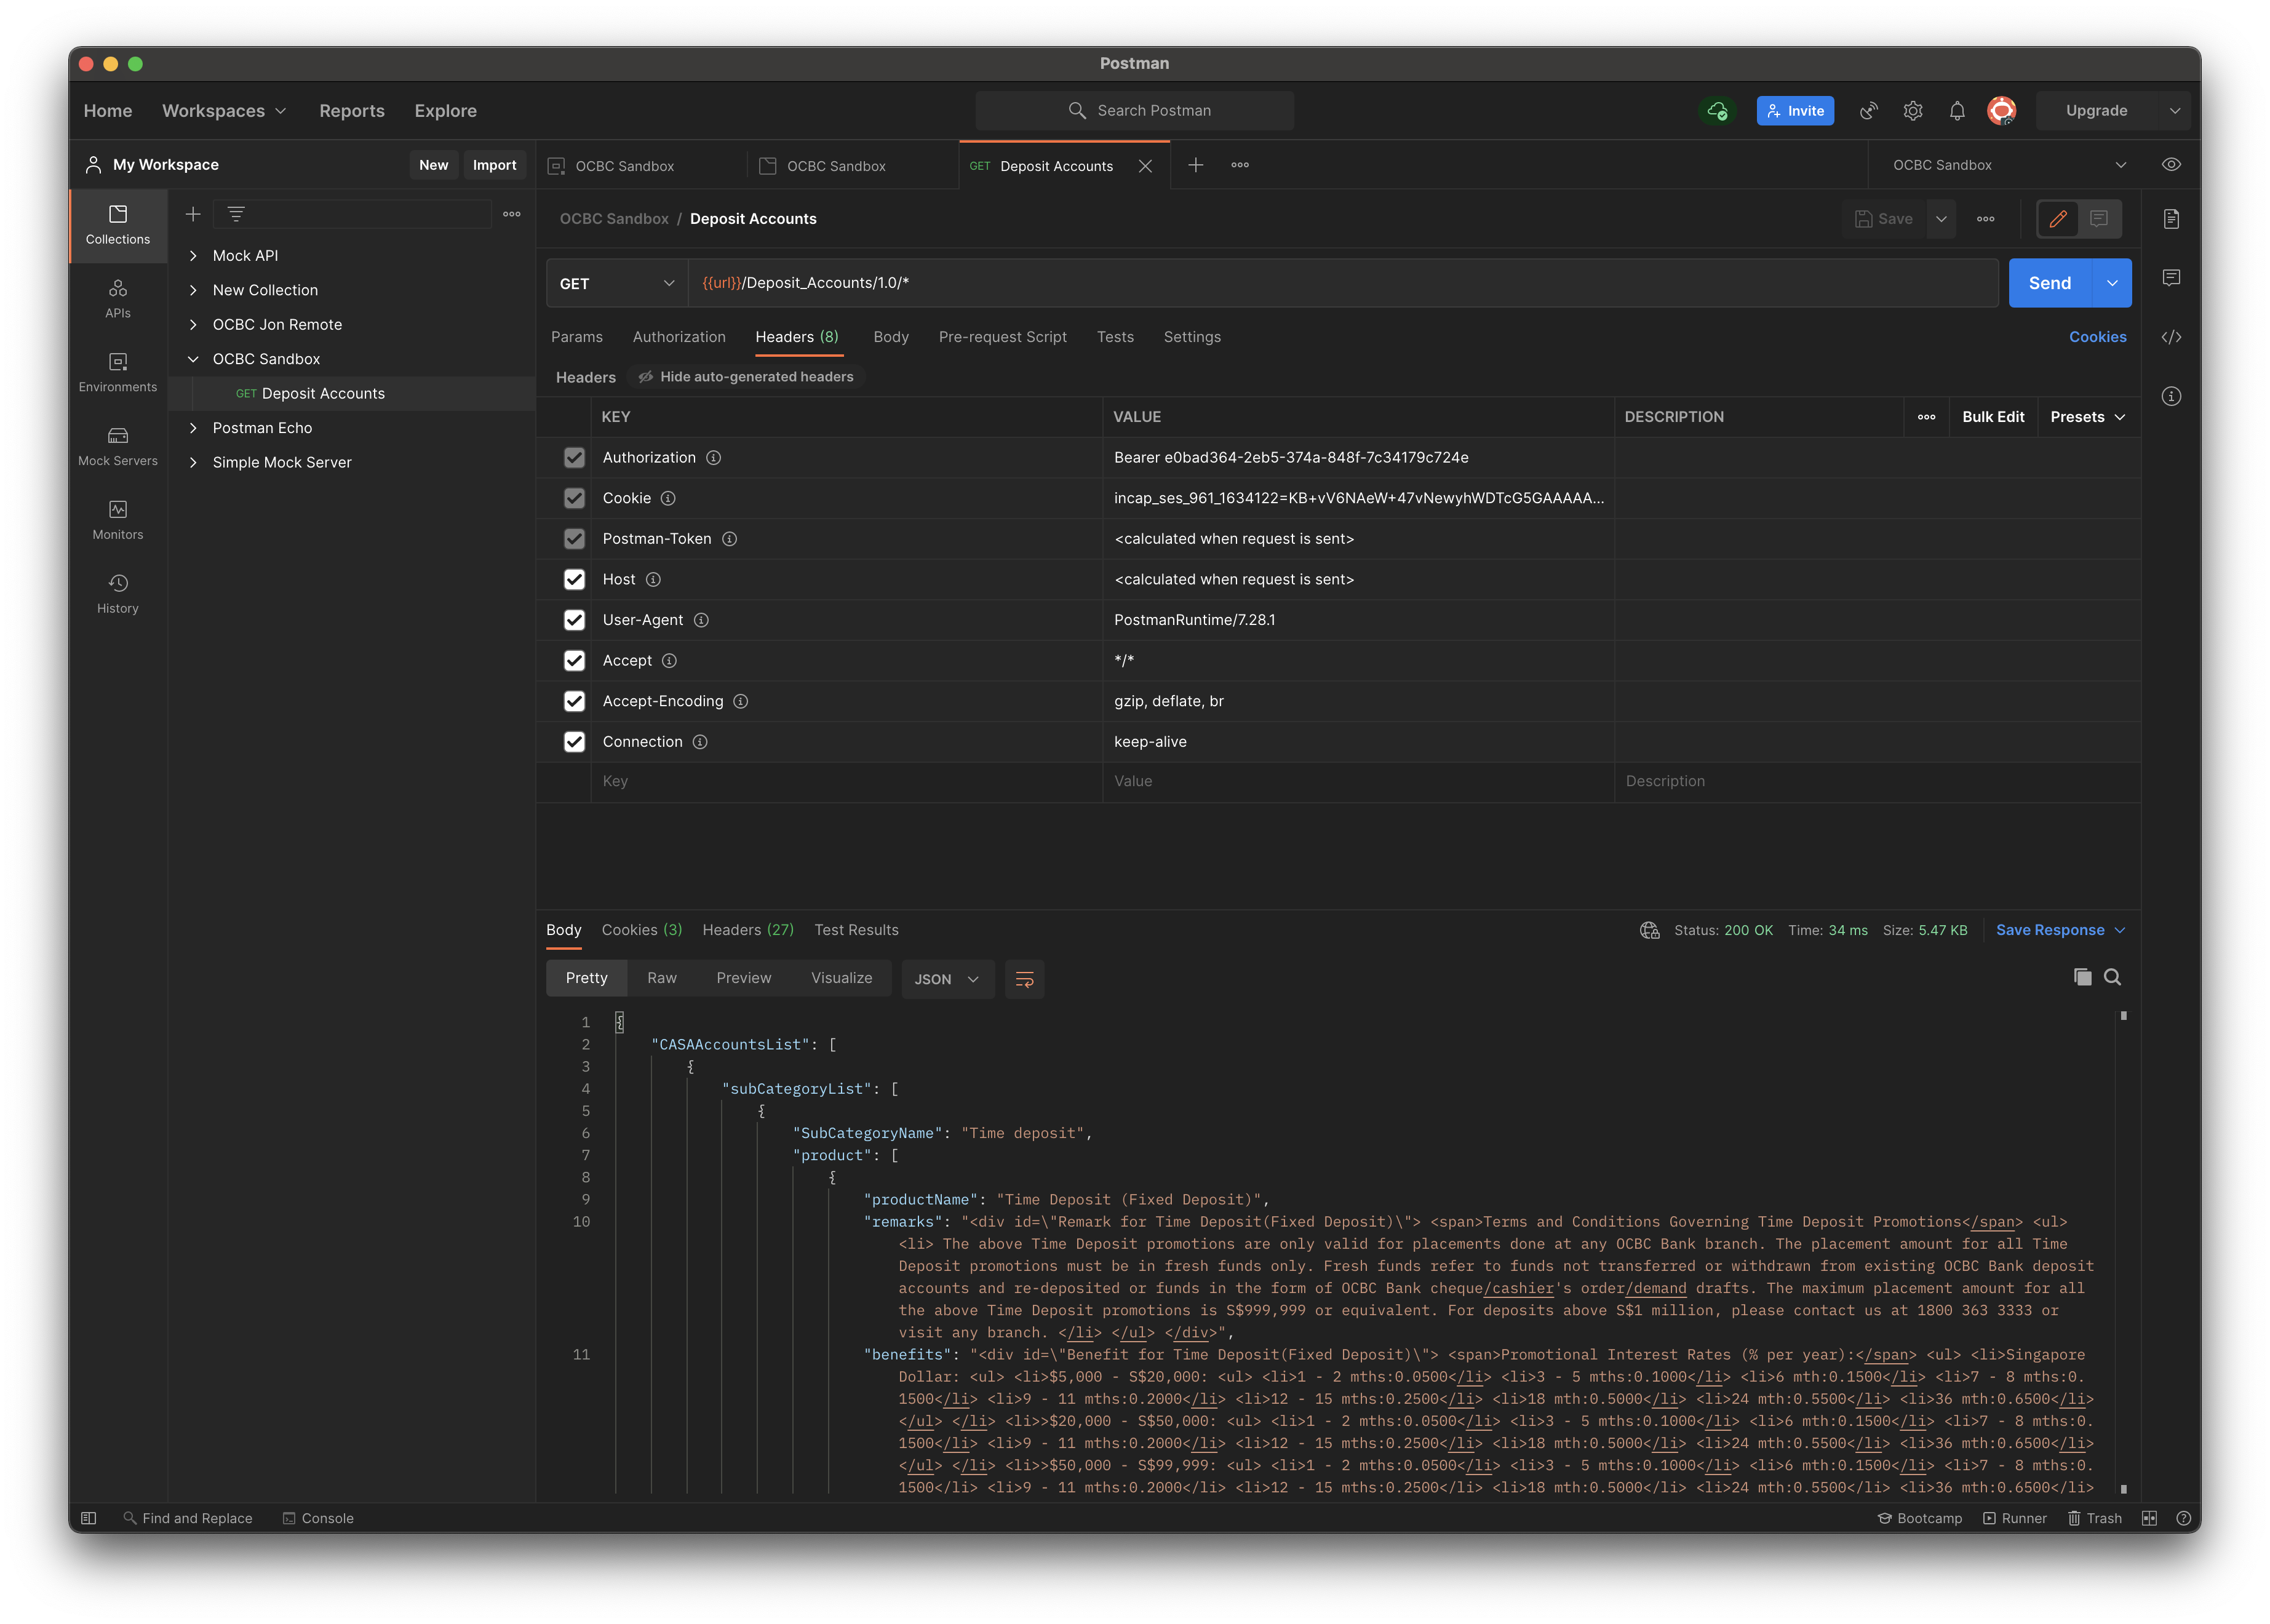 Postman
Home Workspaces Reports Explore
Search Postman
Invite
Upgrade
My Workspace
New Import
OCBC Sandbox
OCBC Sandbox
GET Deposit Accounts
OCBC Sandbox
Collections
APIs
Environments
Mock Servers
Monitors
History
Mock API
New Collection
OCBC Jon Remote
OCBC Sandbox
GET Deposit Accounts
Postman Echo
Simple Mock Server
OCBC Sandbox / Deposit Accounts
Save
GET {{url}}/Deposit_Accounts/1.0/*
Send
Params Authorization Headers (8) Body Pre-request Script Tests Settings
Cookies
Headers Hide auto-generated headers
KEY VALUE DESCRIPTION Bulk Edit Presets
Authorization Bearer e0bad364-2eb5-374a-848f-7c34179c724e
Cookie incap_ses_961_1634122=KB+vV6NAeW+47vNewyhWDTcG5GAAAAA...
Postman-Token <calculated when request is sent>
Host <calculated when request is sent>
User-Agent PostmanRuntime/7.28.1
Accept */*
Accept-Encoding gzip, deflate, br
Connection keep-alive
Key Value Description
Body Cookies (3) Headers (27) Test Results
Status: 200 OK Time: 34 ms Size: 5.47 KB Save Response
Pretty Raw Preview Visualize JSON
1 {
2 "CASAAccountsList": [
3 {
4 "subCategoryList": [
5 {
6 "SubCategoryName": "Time deposit",
7 "product": [
8 {
9 "productName": "Time Deposit (Fixed Deposit)",
10 "remarks": "<div id=\"Remark for Time Deposit(Fixed Deposit)\"> <span>Terms and Conditions Governing Time Deposit Promotions</span> <ul>
<li> The above Time Deposit promotions are only valid for placements done at any OCBC Bank branch. The placement amount for all Time
Deposit promotions must be in fresh funds only. Fresh funds refer to funds not transferred or withdrawn from existing OCBC Bank deposit
accounts and re-deposited or funds in the form of OCBC Bank cheque/cashier's order/demand drafts. The maximum placement amount for all
the above Time Deposit promotions is S$999,999 or equivalent. For deposits above S$1 million, please contact us at 1800 363 3333 or
visit any branch. </li> </ul> </div>",
11 "benefits": "<div id=\"Benefit for Time Deposit(Fixed Deposit)\"> <span>Promotional Interest Rates (% per year):</span> <ul> <li>Singapore
Dollar: <ul> <li>$5,000 - S$20,000: <ul> <li>1 - 2 mths:0.0500</li> <li>3 - 5 mths:0.1000</li> <li>6 mth:0.1500</li> <li>7 - 8 mths:0.
1500</li> <li>9 - 11 mths:0.2000</li> <li>12 - 15 mths:0.2500</li> <li>18 mth:0.5000</li> <li>24 mth:0.5500</li> <li>36 mth:0.6500</li>
</ul> </li> <li>>$20,000 - S$50,000: <ul> <li>1 - 2 mths:0.0500</li> <li>3 - 5 mths:0.1000</li> <li>6 mth:0.1500</li> <li>7 - 8 mths:0.
1500</li> <li>9 - 11 mths:0.2000</li> <li>12 - 15 mths:0.2500</li> <li>18 mth:0.5000</li> <li>24 mth:0.5500</li> <li>36 mth:0.6500</li>
</ul> </li> <li>>$50,000 - S$99,999: <ul> <li>1 - 2 mths:0.0500</li> <li>3 - 5 mths:0.1000</li> <li>6 mth:0.1500</li> <li>7 - 8 mths:0.
1500</li> <li>9 - 11 mths:0.2000</li> <li>12 - 15 mths:0.2500</li> <li>18 mth:0.5000</li> <li>24 mth:0.5500</li> <li>36 mth:0.6500</li>
Find and Replace Console
Bootcamp Runner Trash